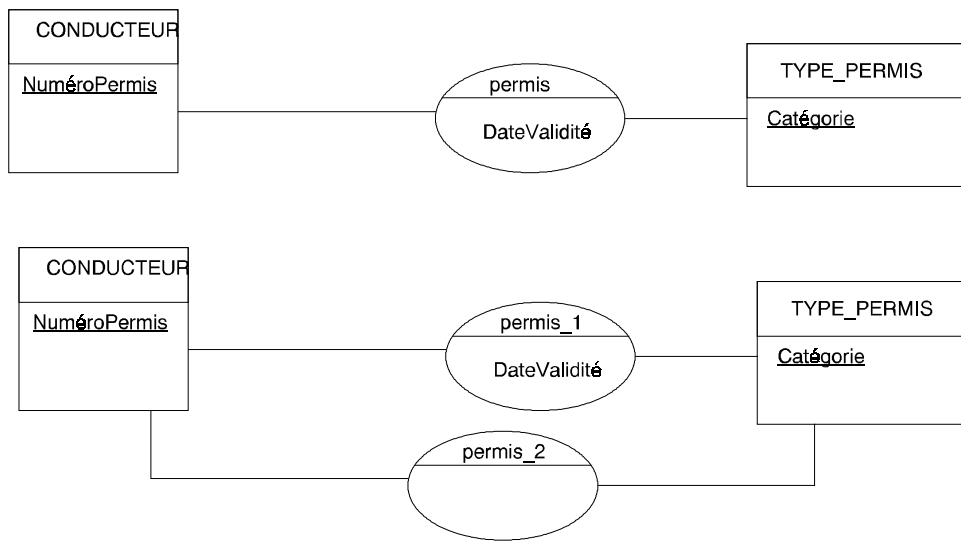 CONDUCTEUR
NuméroPermis
permis
DateValidité
TYPE_PERMIS
Catégorie
CONDUCTEUR
NuméroPermis
permis_1
DateValidité
TYPE_PERMIS
Catégorie
permis_2